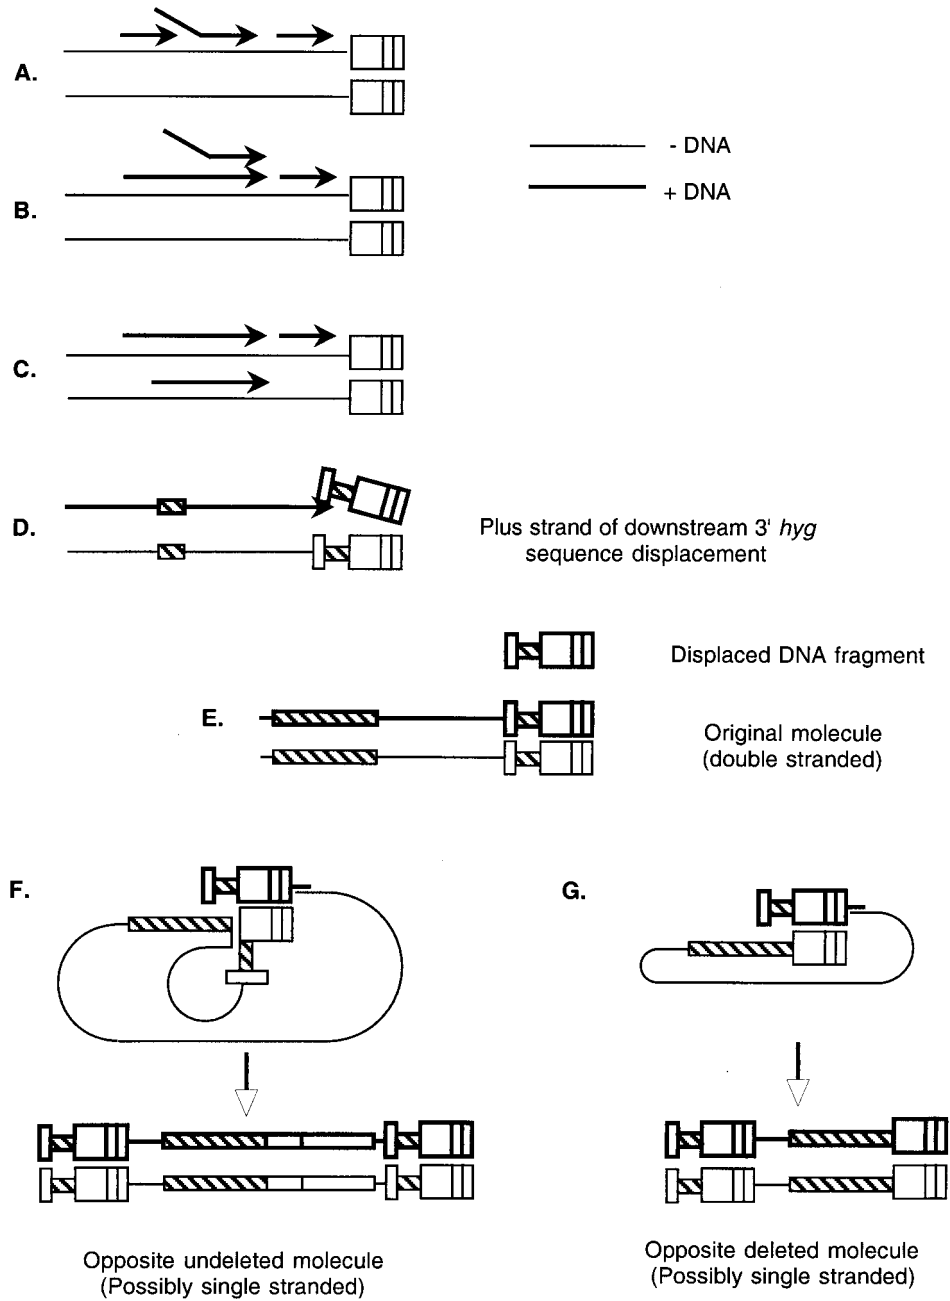 A.
- DNA
+ DNA
B.
C.
D.
Plus strand of downstream 3' hyg
sequence displacement
Displaced DNA fragment
E.
Original molecule
(double stranded)
F.
G.
Opposite undeleted molecule
(Possibly single stranded)
Opposite deleted molecule
(Possibly single stranded)